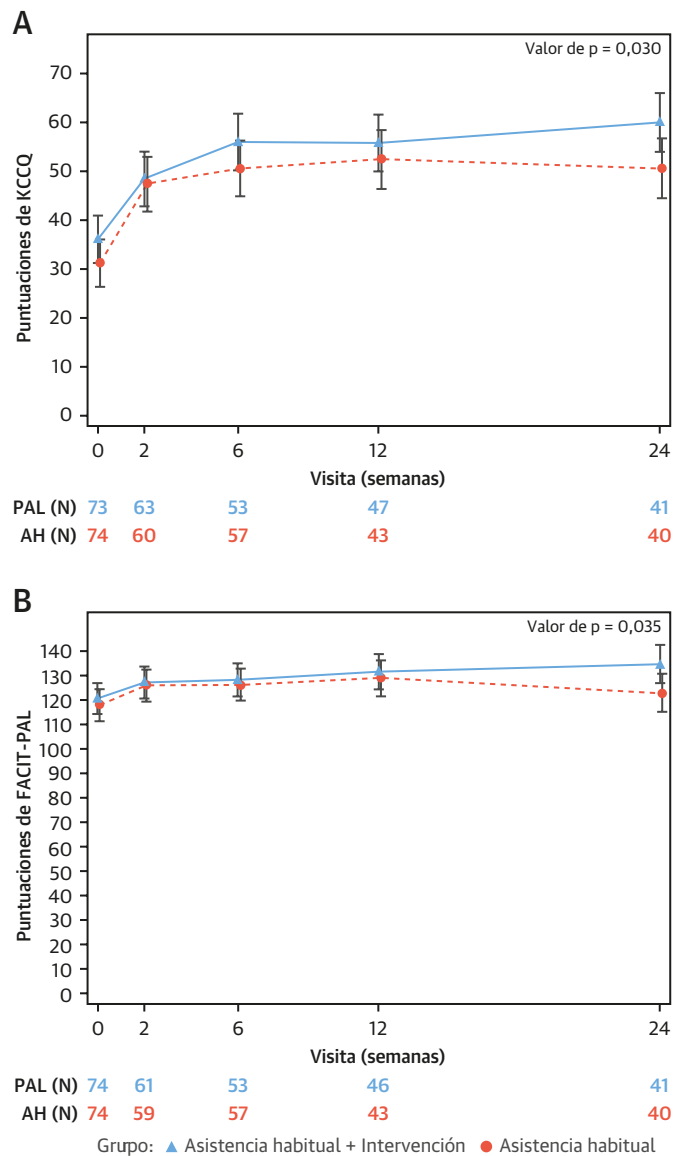 A
Valor de p = 0,030
Puntuaciones de KCCQ
70
60
50
40
30
20
10
0
0 2 6 12 24
Visita (semanas)
PAL (N) 73 63 53 47 41
AH (N) 74 60 57 43 40
B
Valor de p = 0,035
Puntuaciones de FACIT-PAL
140
130
120
110
100
90
80
70
60
50
40
30
20
10
0
0 2 6 12 24
Visita (semanas)
PAL (N) 74 61 53 46 41
AH (N) 74 59 57 43 40
Grupo: Asistencia habitual + Intervención Asistencia habitual